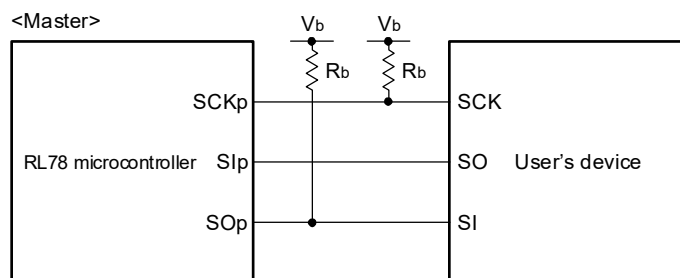 <Master>
Vb Vb
Rb Rb
SCKp SCK
RL78 microcontroller SIp SO User's device
SOp SI